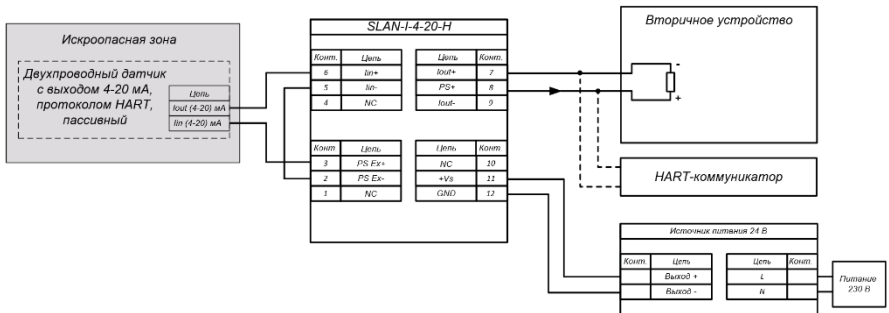 SLAN-I-4-20-H
Искроопасная зона
Двухпроводный датчик
с выходом 4-20 мА,
протоколом HART,
пассивный
Цепь
Iout (4-20) мА
Iin (4-20) мА
Конт. Цепь Цепь Конт.
6 Iin+ Iout+ 7
5 Iin- PS+ 8
4 NC Iout- 9
Конт Цепь Цепь Конт.
3 PS Ex+ NC 10
2 PS Ex- +Vs 11
1 NC GND 12
Вторичное устройство
-
+
HART-коммуникатор
Источник питания 24 В
Конт. Цепь Цепь Конт.
Выход + L
Выход - N
Питание
230 В